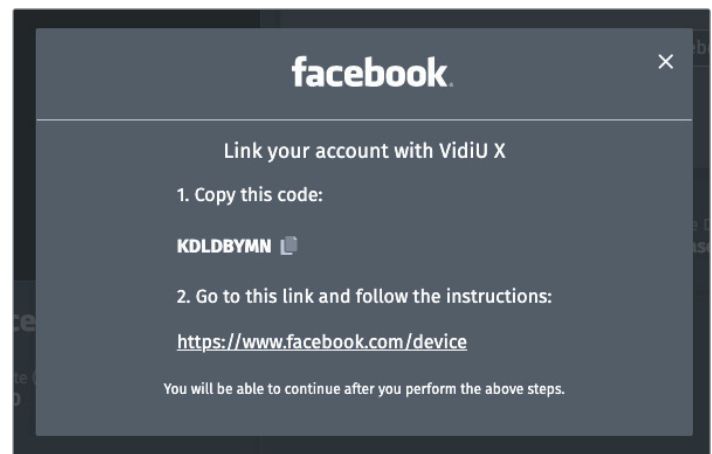 facebook.
Link your account with VidiU X
1. Copy this code:
KDLDBYMN
2. Go to this link and follow the instructions:
https://www.facebook.com/device
You will be able to continue after you perform the above steps.